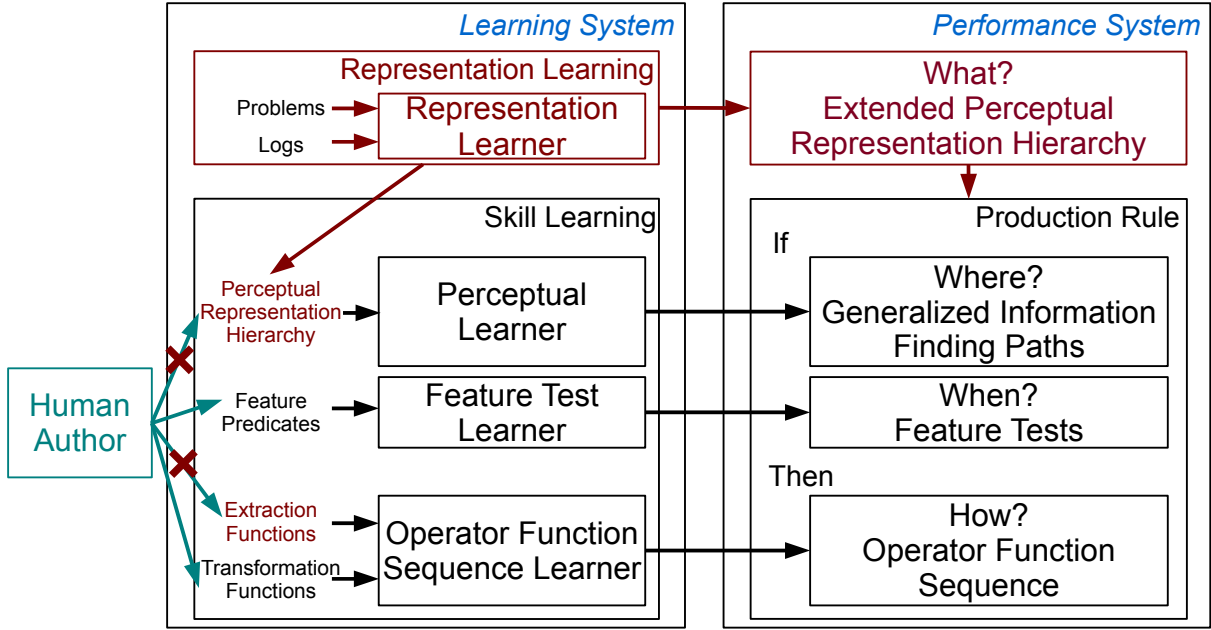 Learning System
Performance System
Representation Learning
Problems
Logs
Representation
Learner
What?
Extended Perceptual
Representation Hierarchy
Skill Learning
Production Rule
If
Perceptual
Representation
Hierarchy
Perceptual
Learner
Where?
Generalized Information
Finding Paths
Human
Author
Feature
Predicates
Feature Test
Learner
When?
Feature Tests
Then
Extraction
Functions
Transformation
Functions
Operator Function
Sequence Learner
How?
Operator Function
Sequence